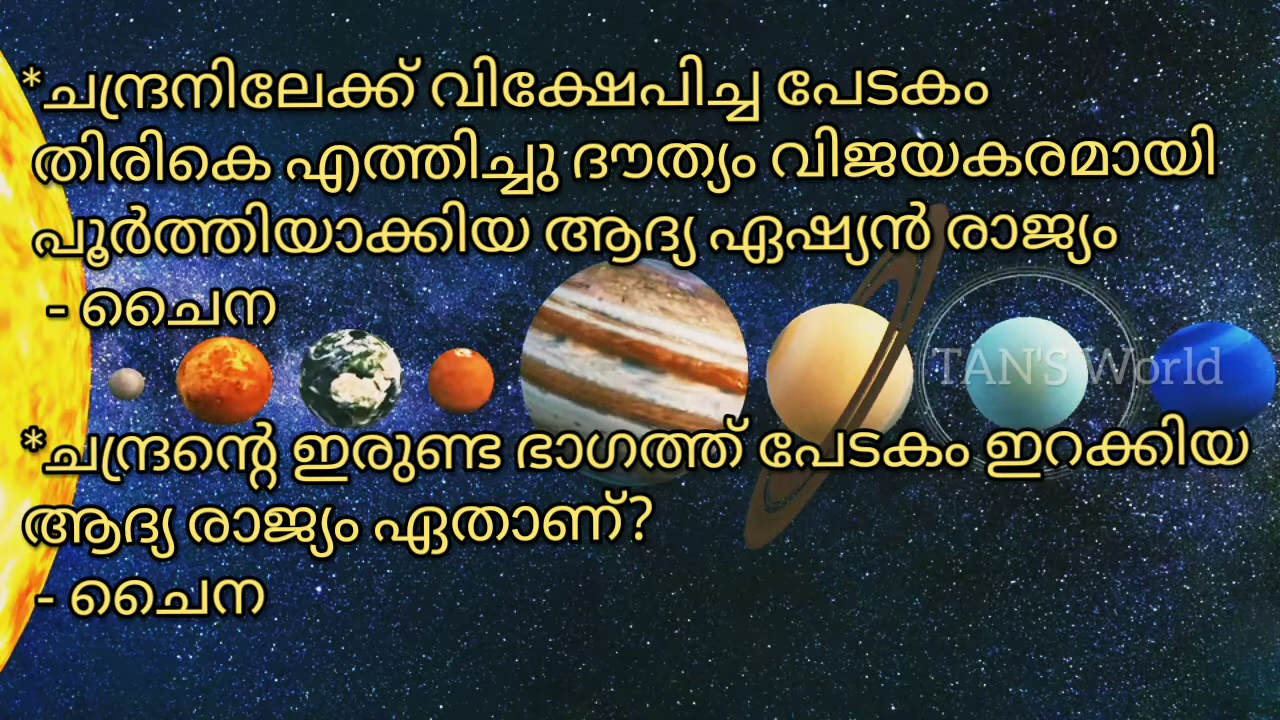 *ചന്ദ്രനിലേക്ക് വിക്ഷേപിച്ച പേടകം
തിരികെ എത്തിച്ചു ദൗത്യം വിജയകരമായി
പൂർത്തിയാക്കിയ ആദ്യ ഏഷ്യൻ രാജ്യം
- ചൈന
TAN'S World
*ചന്ദ്രന്റെ ഇരുണ്ട ഭാഗത്ത് പേടകം ഇറക്കിയ
ആദ്യ രാജ്യം ഏതാണ്?
- ചൈന